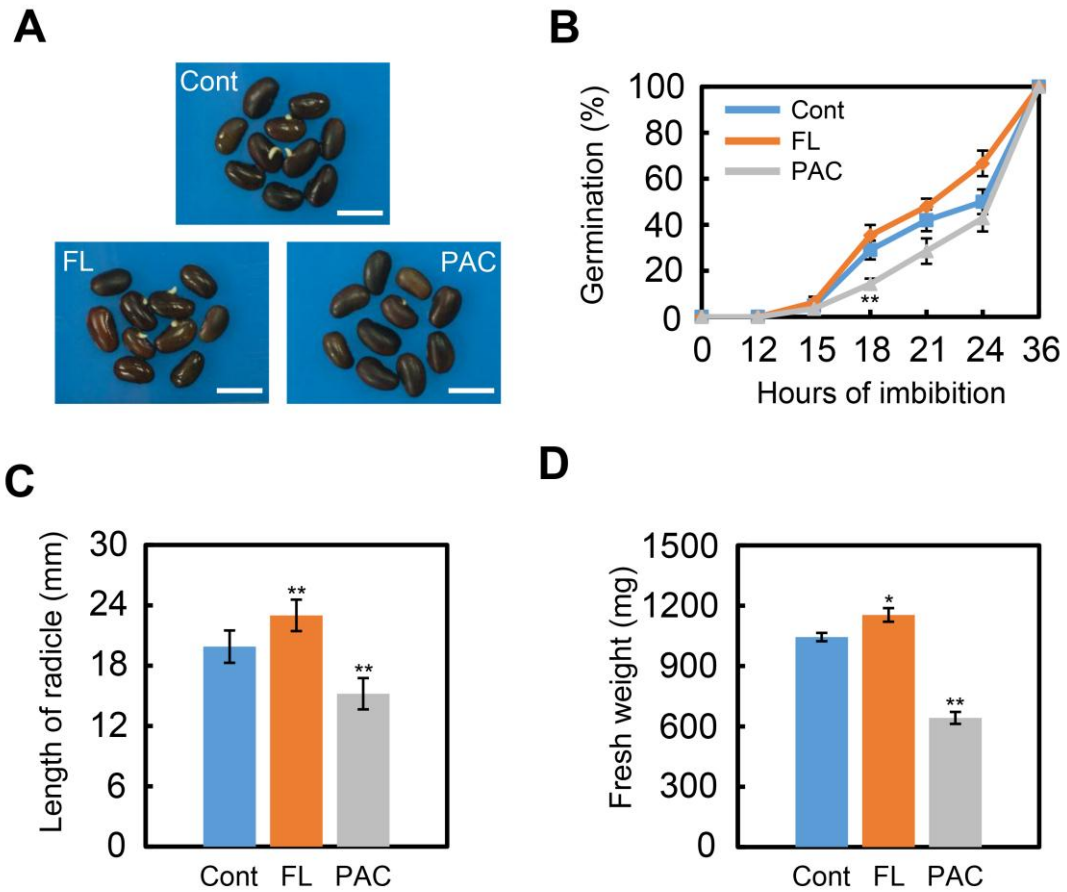 A
Cont
FL
PAC
B
Germination (%)
100
80
60
40
20
0
Cont
FL
PAC
**
0 12 15 18 21 24 36
Hours of imbibition
C
Length of radicle (mm)
30
24
18
12
6
0
**
**
Cont FL PAC
D
Fresh weight (mg)
1500
1200
900
600
300
0
*
**
Cont FL PAC